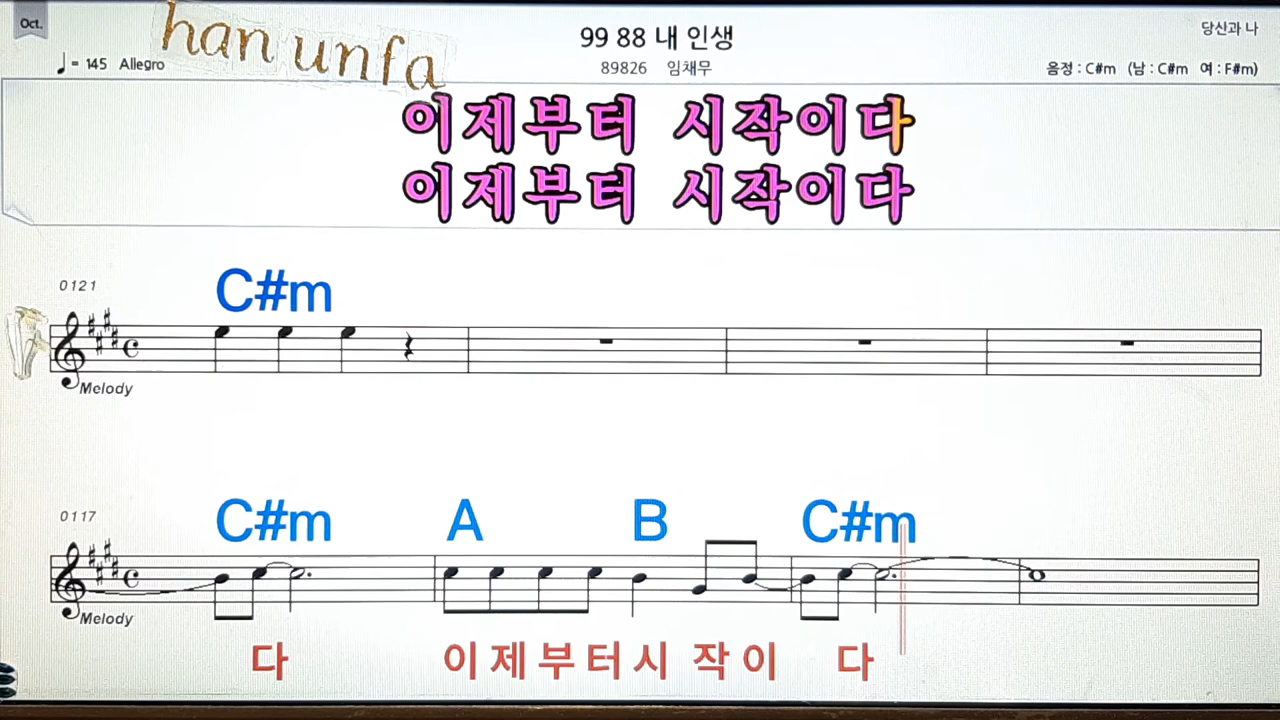 Oct.
han unfa
♩ = 145 Allegro
99 88 내 인생
89826 임채무
당신과 나
음정 : C#m (남 : C#m 여 : F#m)
이제부터 시작이다
이제부터 시작이다
0121
C#m
Melody
0117
C#m A B C#m
Melody
다 이제부터시 작이 다